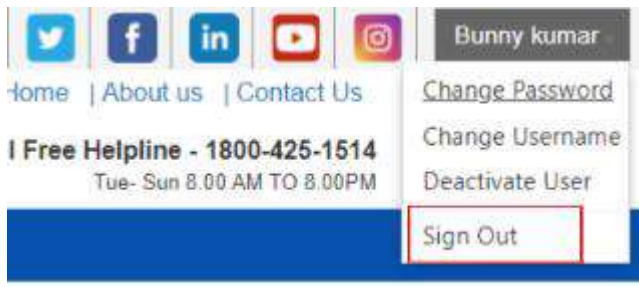 Bunny kumar
Home | About us | Contact Us
Change Password
Change Username
l Free Helpline - 1800-425-1514
Tue- Sun 8.00 AM TO 8.00PM
Deactivate User
Sign Out